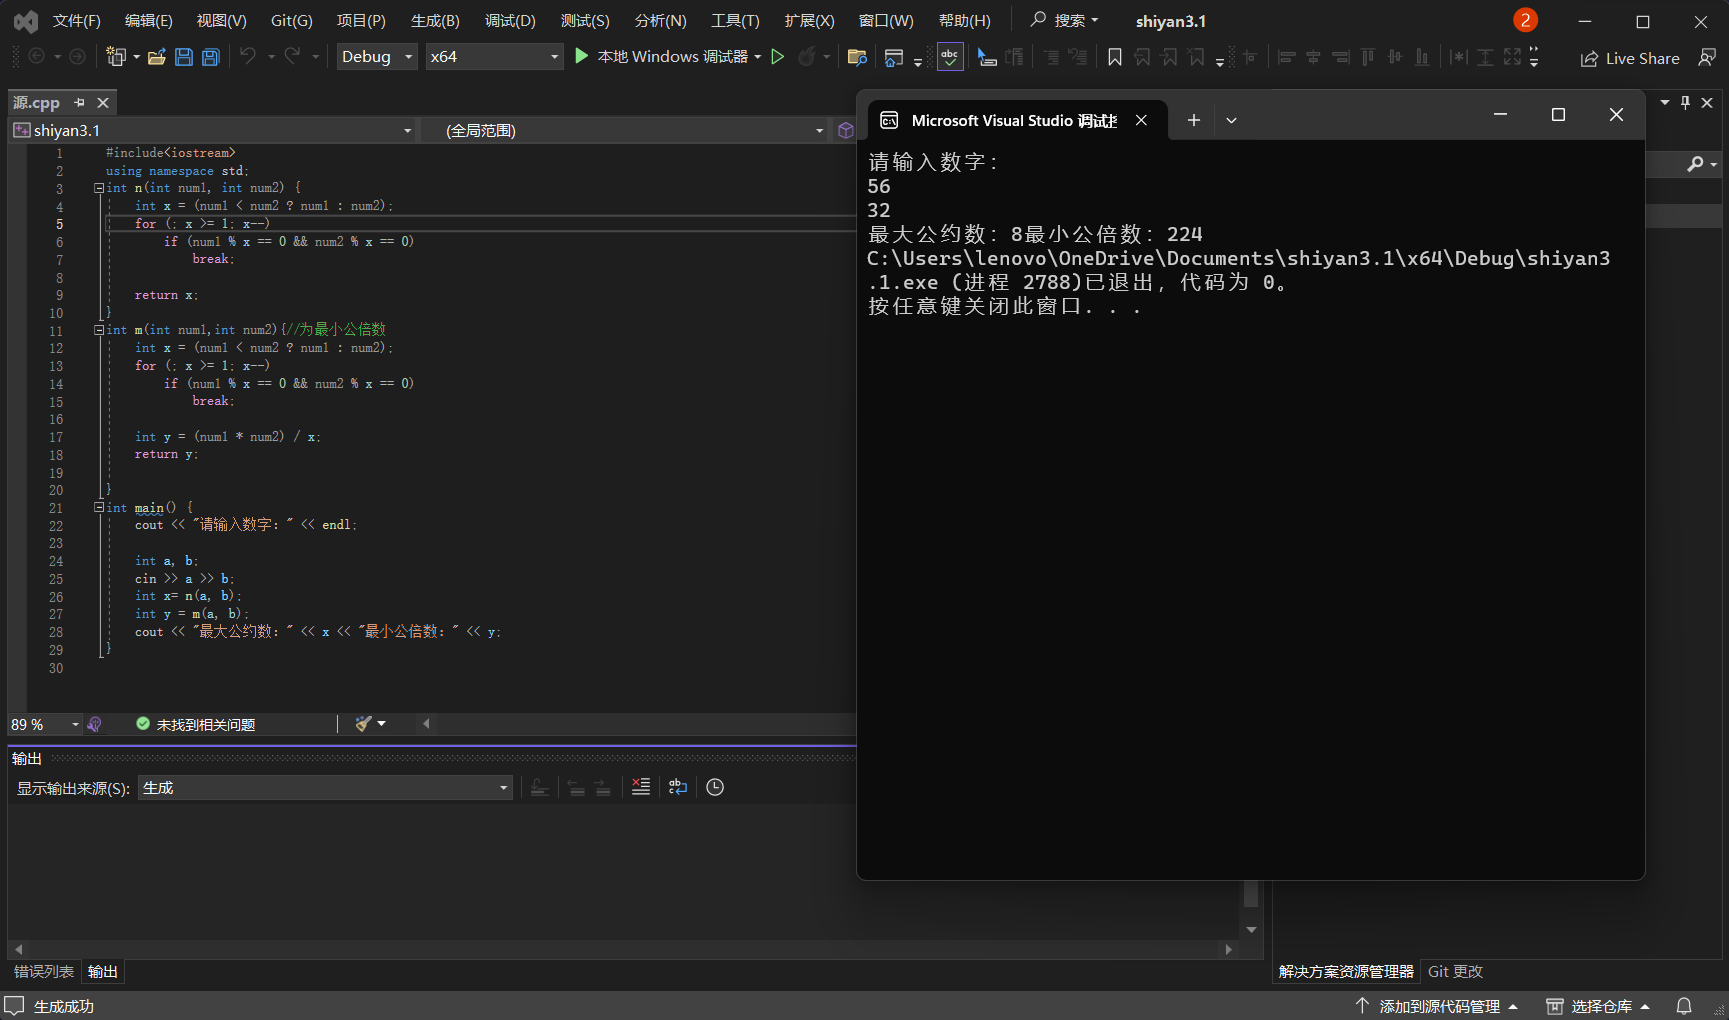 文件(F) 编辑(E) 视图(V) Git(G) 项目(P) 生成(B) 调试(D) 测试(S) 分析(N) 工具(T) 扩展(X) 窗口(W) 帮助(H) 搜索 shiyan3.1 2
Debug x64 本地 Windows 调试器 abc Live Share
源.cpp
shiyan3.1 (全局范围)
1 #include<iostream>
2 using namespace std;
3 int n(int num1, int num2) {
4 int x = (num1 < num2 ? num1 : num2);
5 for (; x >= 1; x--)
6 if (num1 % x == 0 && num2 % x == 0)
7 break;
8
9 return x;
10 }
11 int m(int num1,int num2){//为最小公倍数
12 int x = (num1 < num2 ? num1 : num2);
13 for (; x >= 1; x--)
14 if (num1 % x == 0 && num2 % x == 0)
15 break;
16
17 int y = (num1 * num2) / x;
18 return y;
19
20 }
21 int main() {
22 cout << "请输入数字：" << endl;
23
24 int a, b;
25 cin >> a >> b;
26 int x= n(a, b);
27 int y = m(a, b);
28 cout << "最大公约数：" << x << "最小公倍数：" << y;
29 }
30
89 % 未找到相关问题
Microsoft Visual Studio 调试控
请输入数字：
56
32
最大公约数：8最小公倍数：224
C:\Users\lenovo\OneDrive\Documents\shiyan3.1\x64\Debug\shiyan3
.1.exe (进程 2788)已退出，代码为 0。
按任意键关闭此窗口. . .
输出
显示输出来源(S): 生成
错误列表 输出
解决方案资源管理器 Git 更改
生成成功 添加到源代码管理 选择仓库